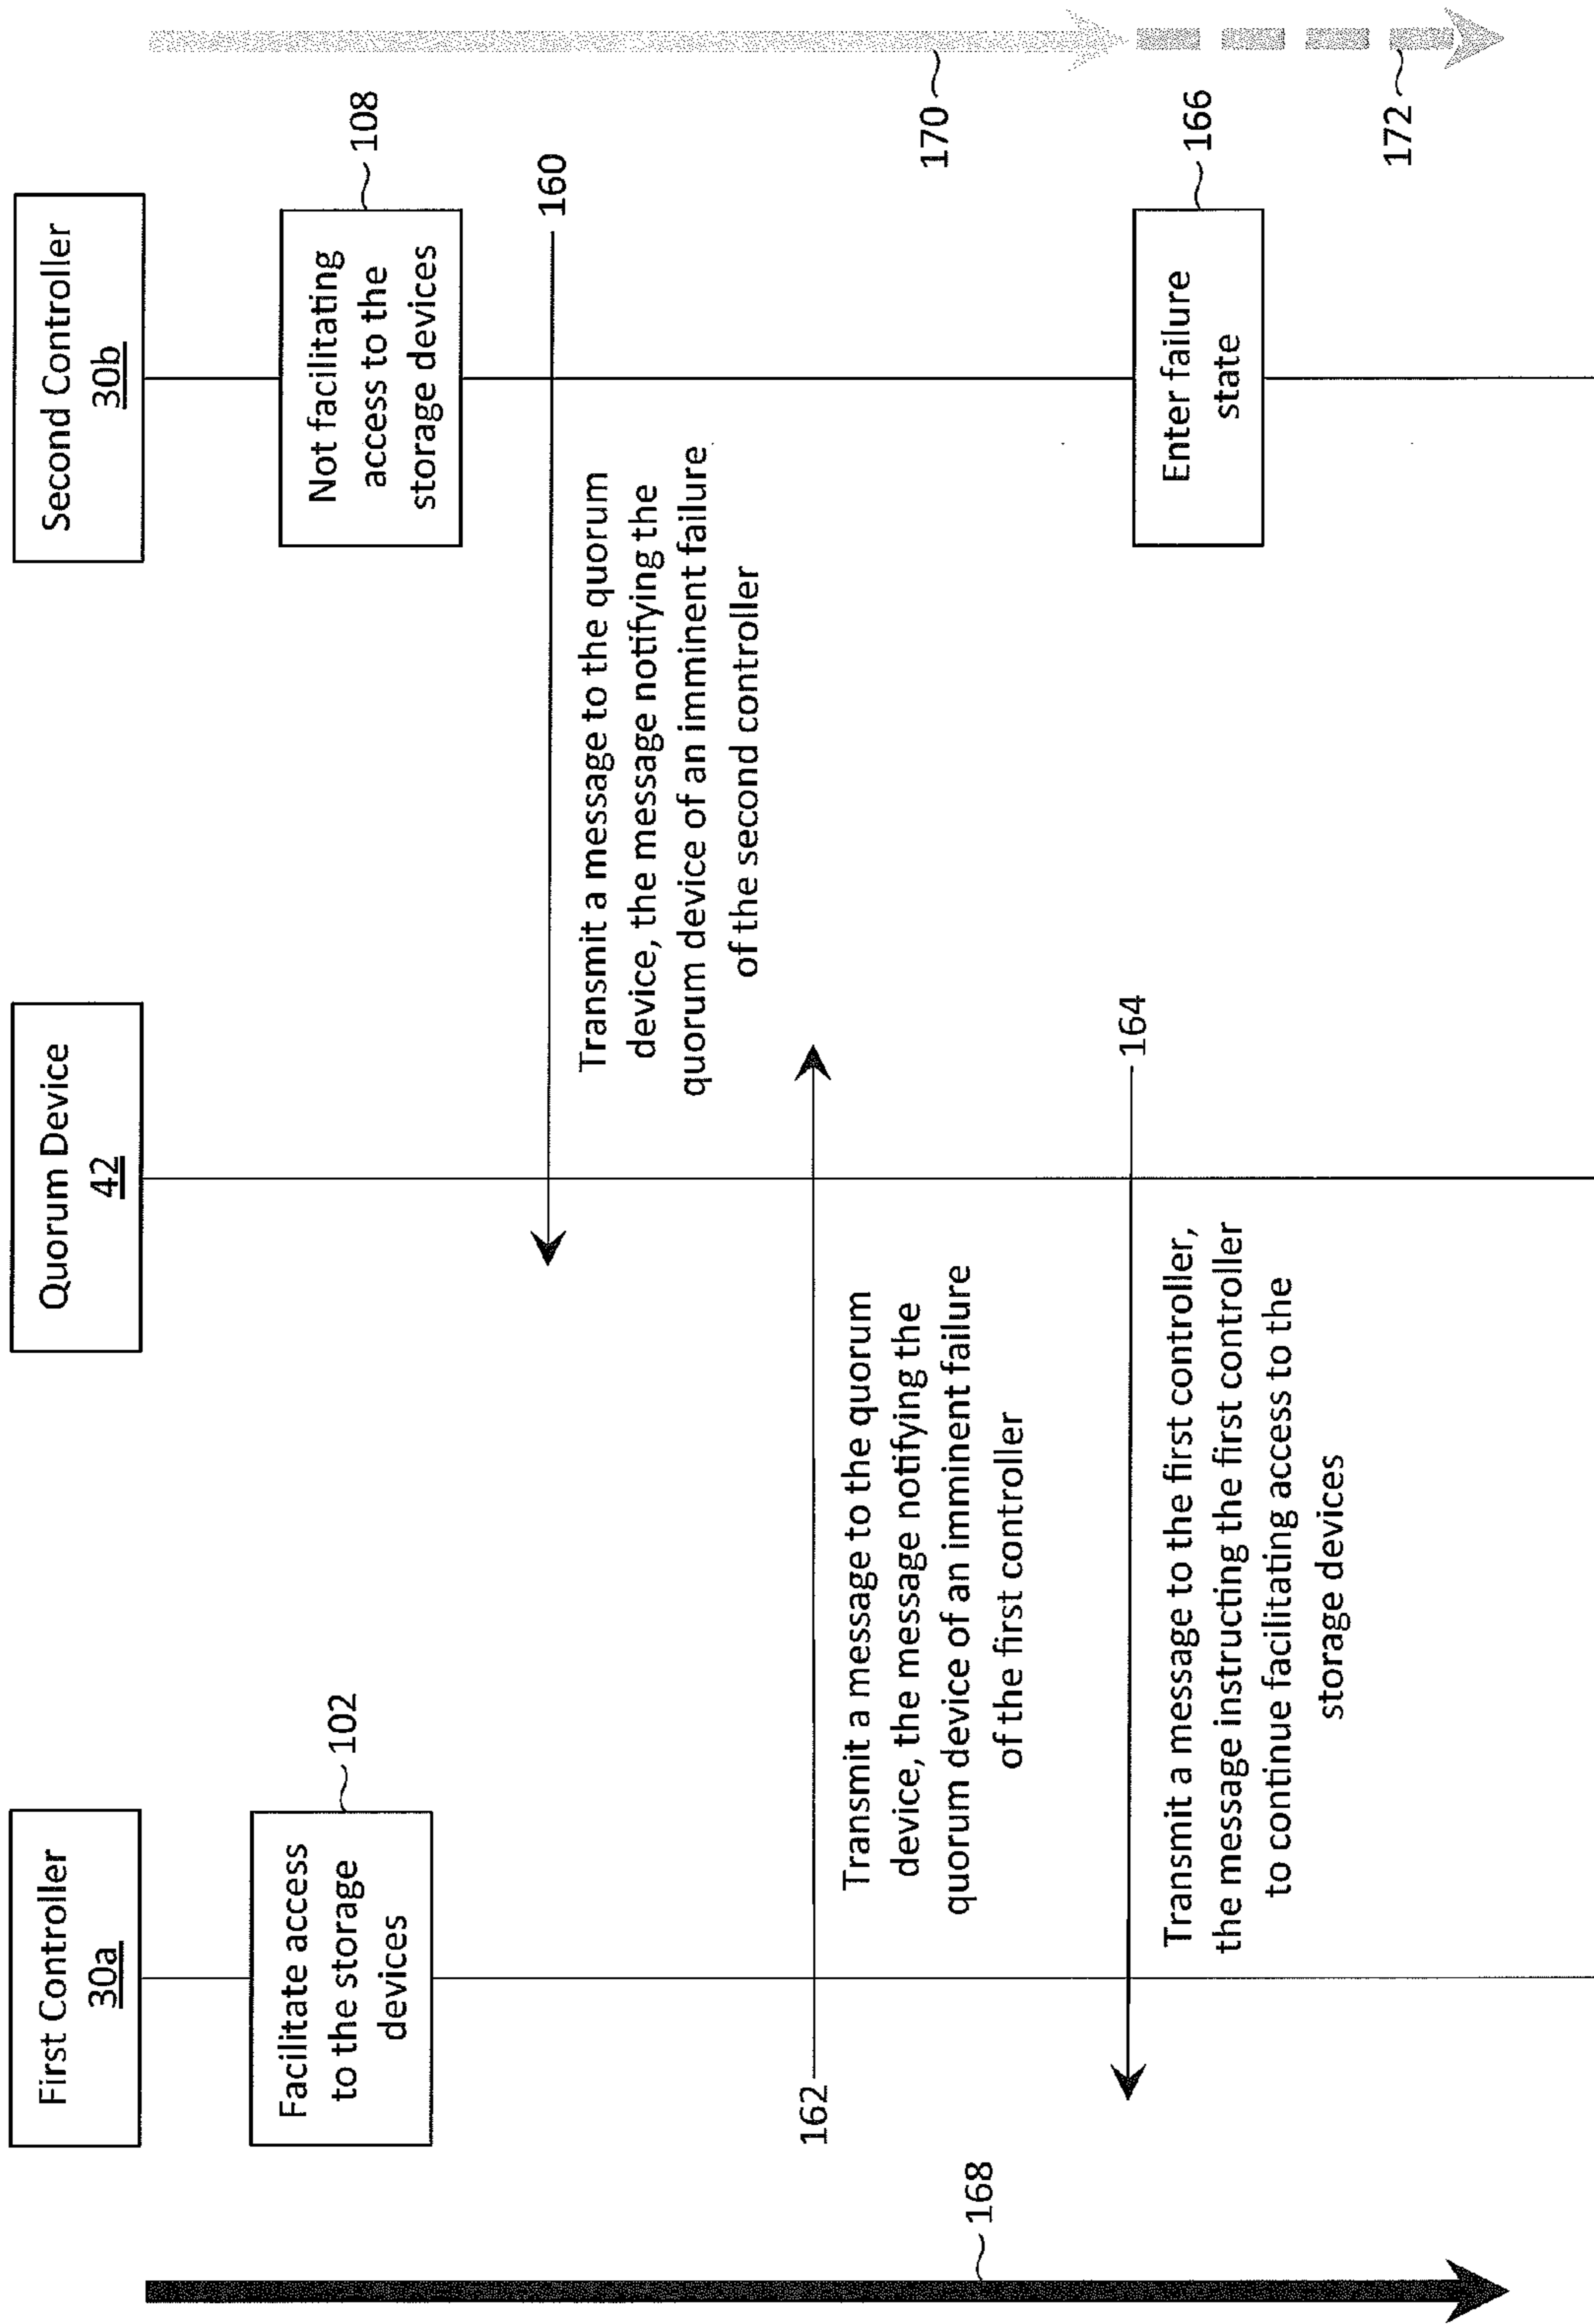 First Controller
30a
Quorum Device
42
Second Controller
30b
Facilitate access
to the storage
devices
102
Not facilitating
access to the
storage devices
108
160
Transmit a message to the quorum
device, the message notifying the
quorum device of an imminent failure
of the second controller
162
Transmit a message to the quorum
device, the message notifying the
quorum device of an imminent failure
of the first controller
164
Transmit a message to the first controller,
the message instructing the first controller
to continue facilitating access to the
storage devices
Enter failure
state
166
168
170
172